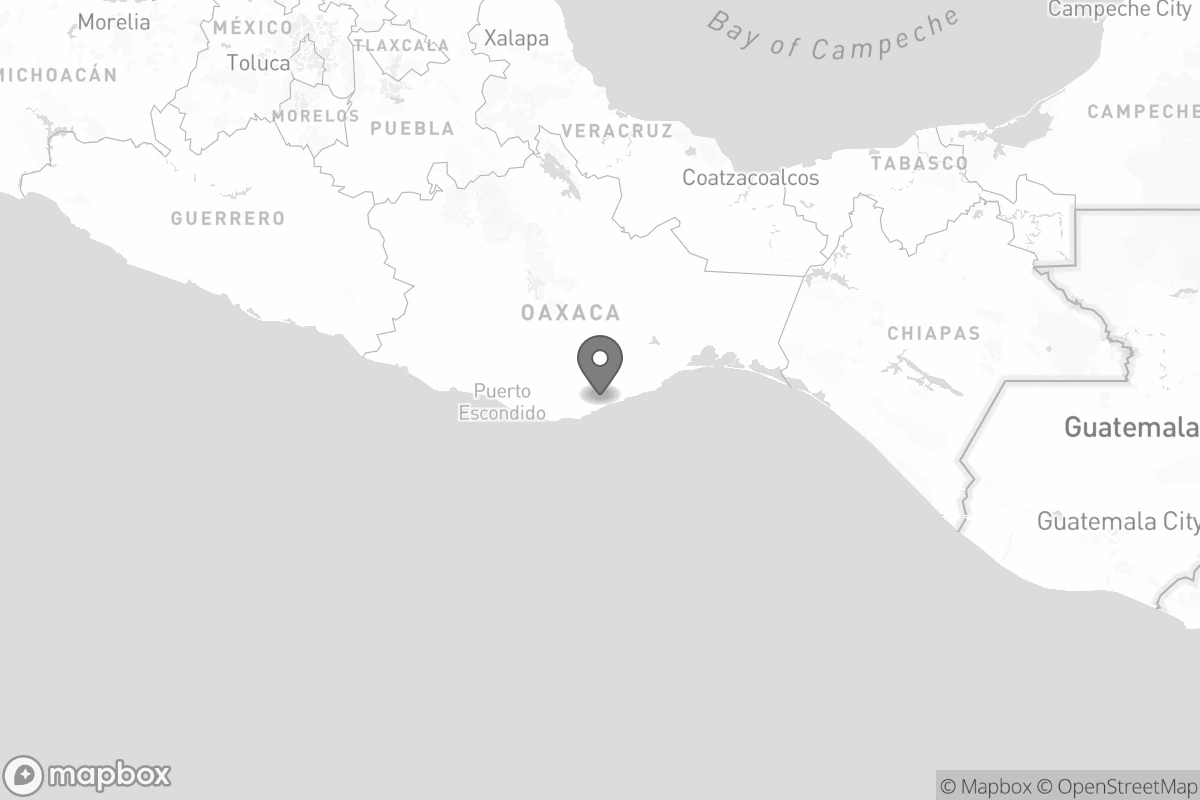 Morelia
MÉXICO
Xalapa
Bay of Campeche
Campeche City
TLAXCALA
Toluca
MICHOACÁN
MORELOS
PUEBLA
VERACRUZ
CAMPECHE
TABASCO
Coatzacoalcos
GUERRERO
OAXACA
CHIAPAS
Puerto
Escondido
Guatemala
Guatemala City
mapbox
© Mapbox © OpenStreetMap